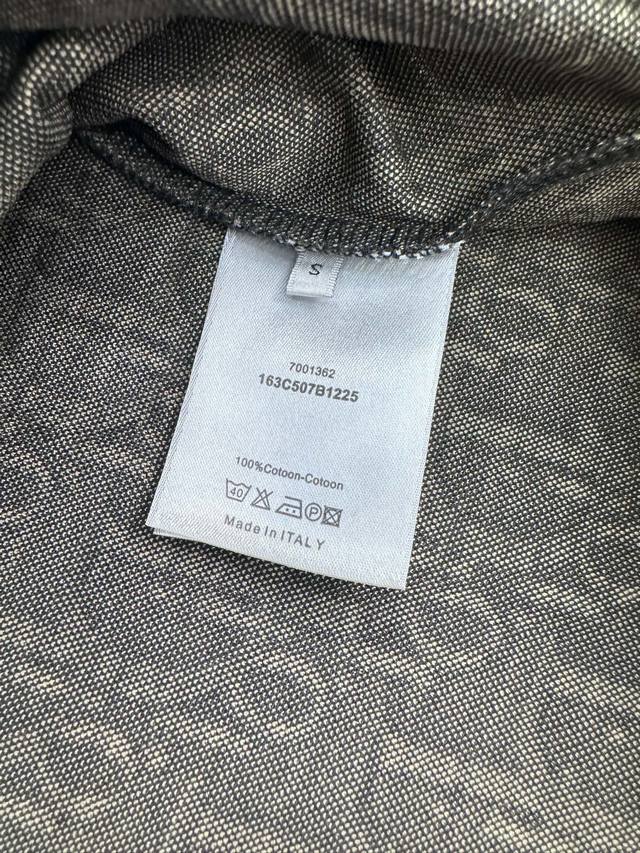 S
7001362
163C507B1225
100%Cotoon-Cotoon
40 P
Made In ITALY